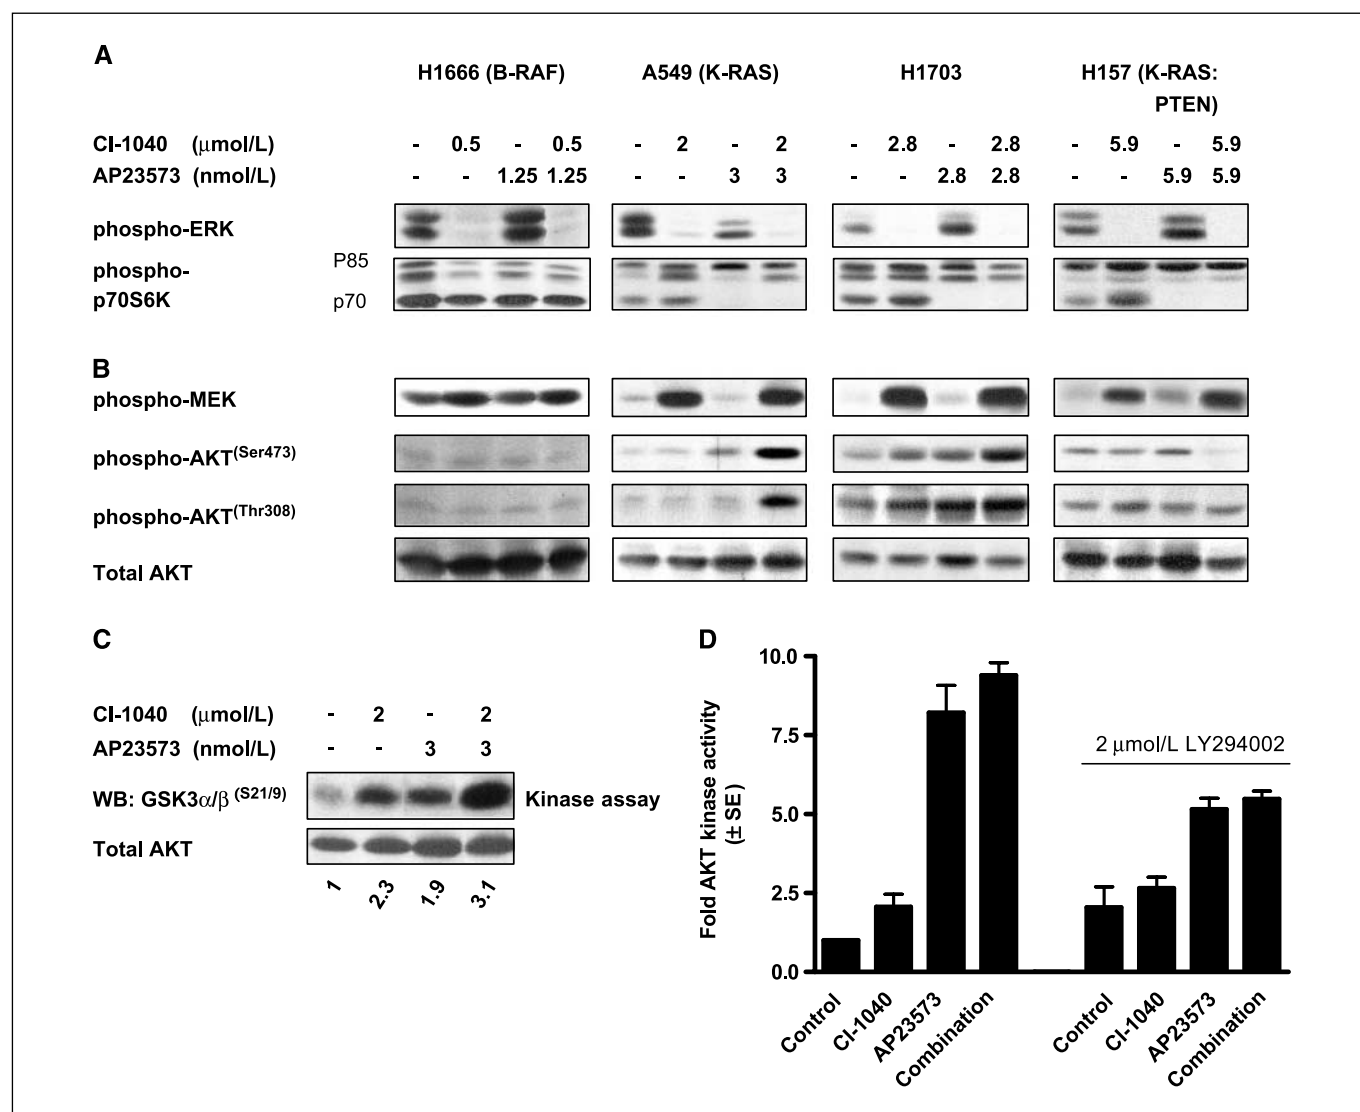 A
H1666 (B-RAF) A549 (K-RAS) H1703 H157 (K-RAS:
PTEN)
CI-1040 (μmol/L) - 0.5 - 0.5 - 2 - 2 - 2.8 - 2.8 - 5.9 - 5.9
AP23573 (nmol/L) - - 1.25 1.25 - - 3 3 - - 2.8 2.8 - - 5.9 5.9
phospho-ERK
phospho- P85
p70S6K p70
B
phospho-MEK
phospho-AKT(Ser473)
phospho-AKT(Thr308)
Total AKT
C
CI-1040 (μmol/L) - 2 - 2
AP23573 (nmol/L) - - 3 3
WB: GSK3α/β (S21/9) Kinase assay
Total AKT
1 2.3 1.9 3.1
D
Fold AKT kinase activity
(± SE)
10.0
7.5
5.0
2.5
0.0
2 μmol/L LY294002
Control CI-1040 AP23573 Combination Control CI-1040 AP23573 Combination